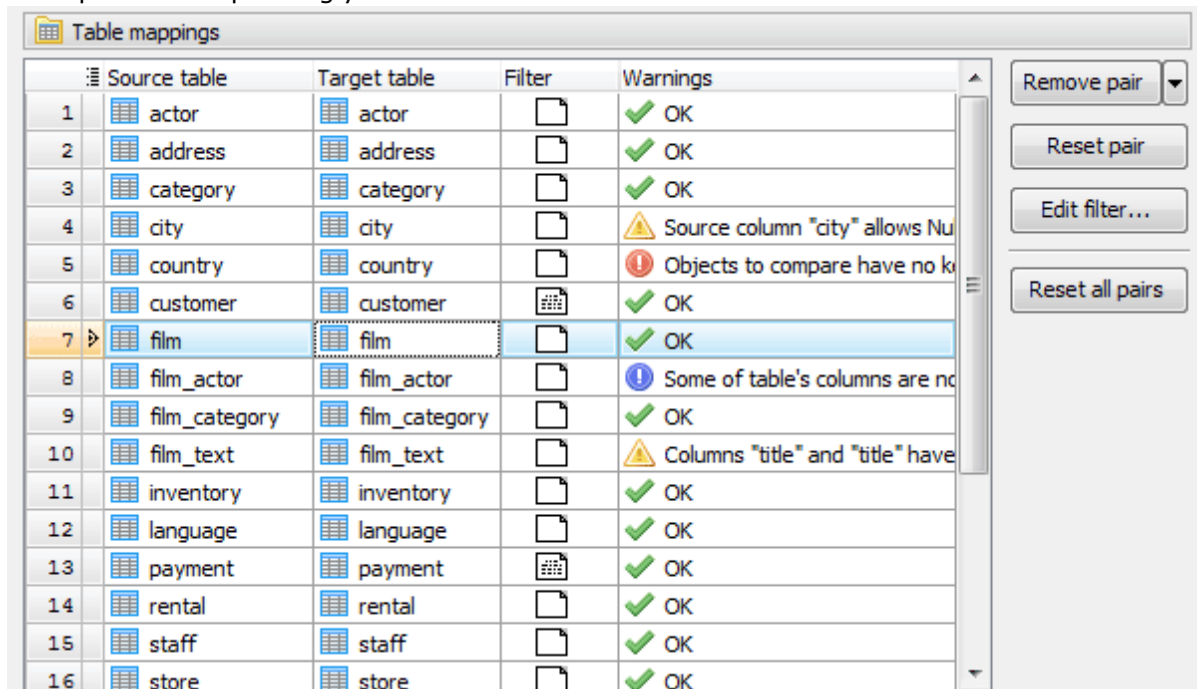 Table mappings
Source table Target table Filter Warnings
Remove pair
1 actor actor OK
2 address address OK
Reset pair
3 category category OK
Edit filter...
4 city city Source column "city" allows Nu
5 country country Objects to compare have no k
Reset all pairs
6 customer customer OK
7 film film OK
8 film_actor film_actor Some of table's columns are no
9 film_category film_category OK
10 film_text film_text Columns "title" and "title" have
11 inventory inventory OK
12 language language OK
13 payment payment OK
14 rental rental OK
15 staff staff OK
16 store store OK